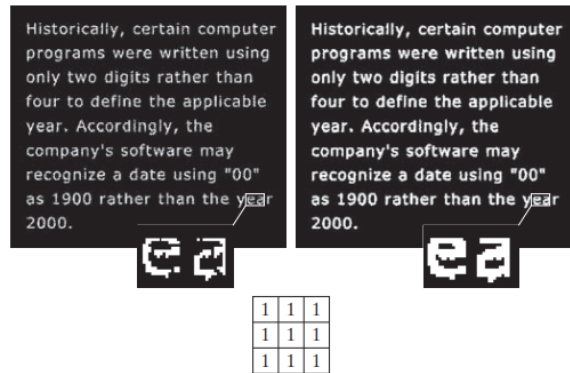 Historically, certain computer
programs were written using
only two digits rather than
four to define the applicable
year. Accordingly, the
company's software may
recognize a date using "00"
as 1900 rather than the year
2000.
e a
Historically, certain computer
programs were written using
only two digits rather than
four to define the applicable
year. Accordingly, the
company's software may
recognize a date using "00"
as 1900 rather than the year
2000.
e a
1 1 1
1 1 1
1 1 1